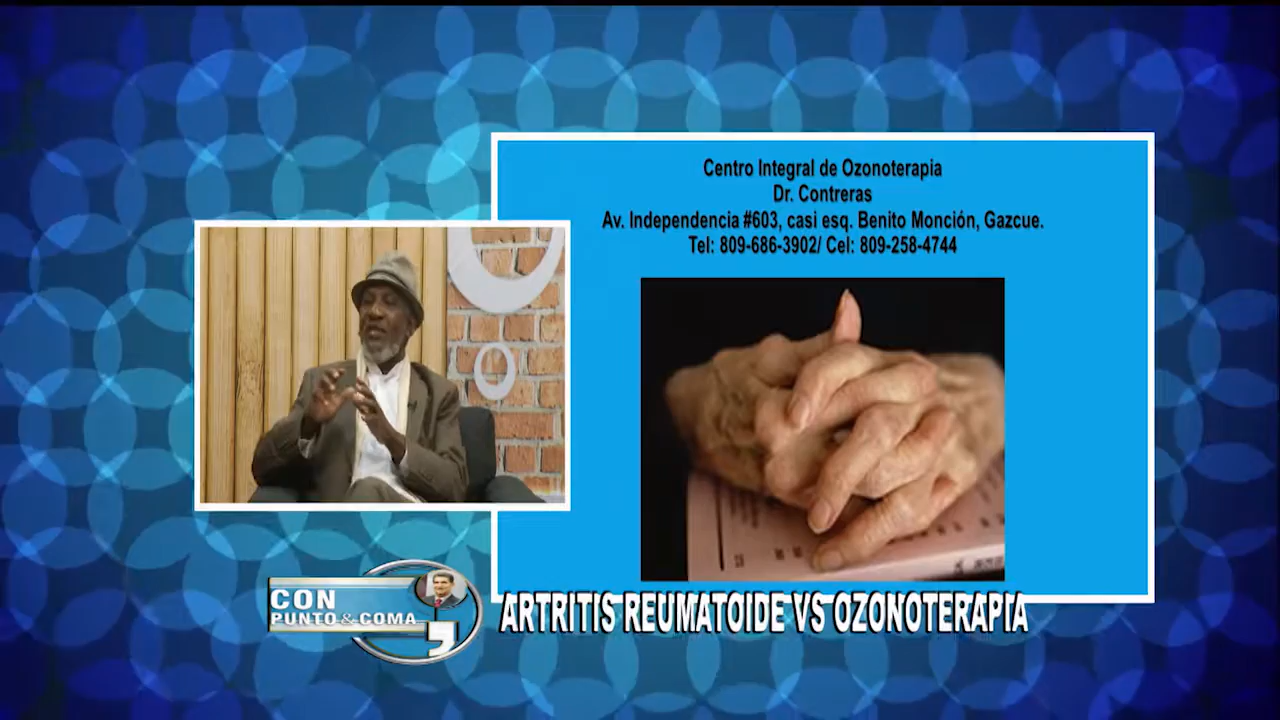 Centro Integral de Ozonoterapia
Dr. Contreras
Av. Independencia #603, casi esq. Benito Monción, Gazcue.
Tel: 809-686-3902/ Cel: 809-258-4744
CON
PUNTO & COMA
ARTRITIS REUMATOIDE VS OZONOTERAPIA